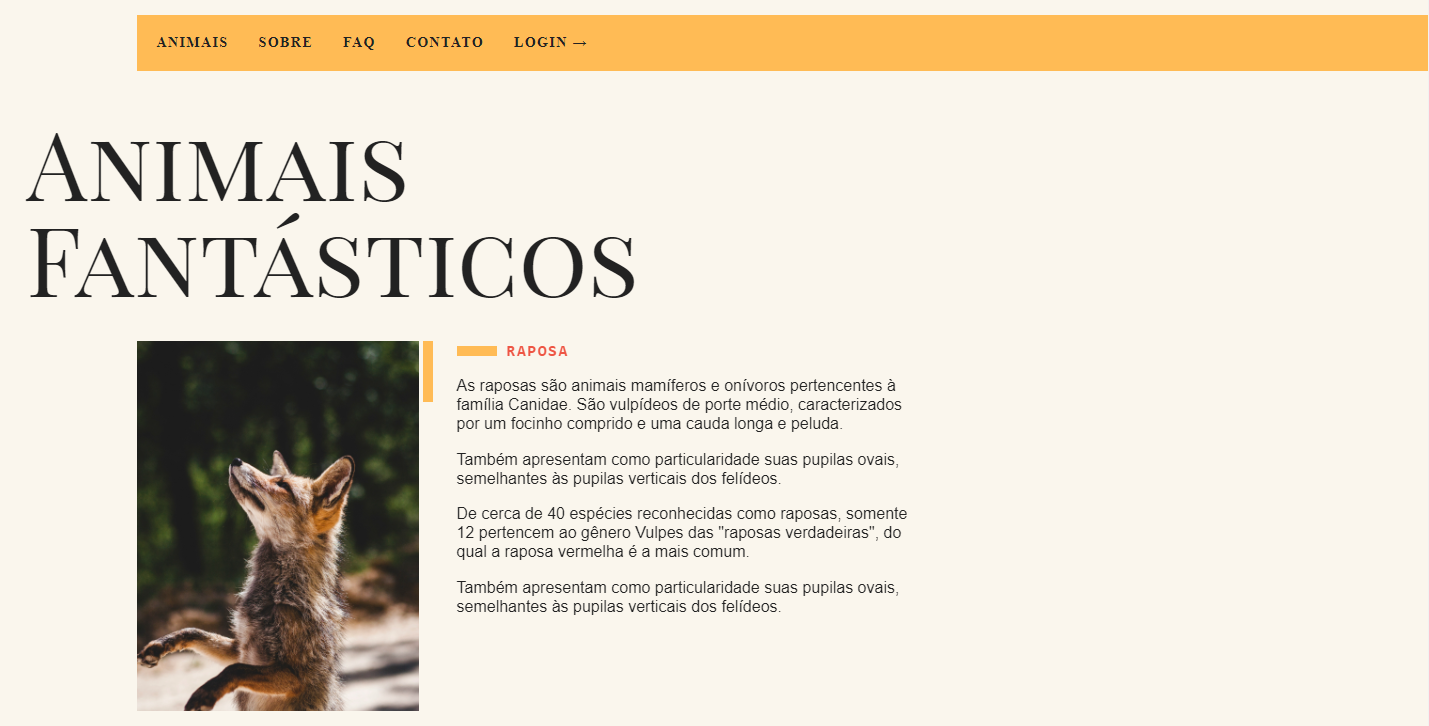 ANIMAIS SOBRE FAQ CONTATO LOGIN →
ANIMAIS
FANTÁSTICOS
RAPOSA
As raposas são animais mamíferos e onívoros pertencentes à
família Canidae. São vulpídeos de porte médio, caracterizados
por um focinho comprido e uma cauda longa e peluda.
Também apresentam como particularidade suas pupilas ovais,
semelhantes às pupilas verticais dos felídeos.
De cerca de 40 espécies reconhecidas como raposas, somente
12 pertencem ao gênero Vulpes das "raposas verdadeiras", do
qual a raposa vermelha é a mais comum.
Também apresentam como particularidade suas pupilas ovais,
semelhantes às pupilas verticais dos felídeos.